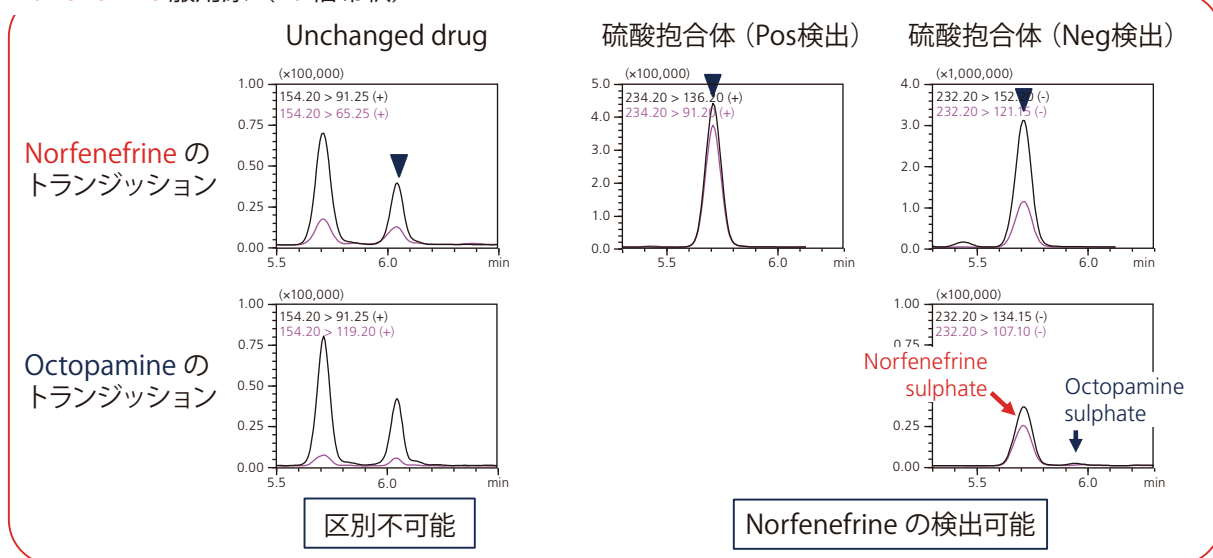 Unchanged drug
硫酸抱合体（Pos検出）
硫酸抱合体（Neg検出）
Norfenefrine の
トランジッション
(×100,000)
154.20 > 91.25 (+)
154.20 > 65.25 (+)
1.00
0.75
0.50
0.25
0.00
5.5
6.0
min
(×100,000)
234.20 > 136.20 (+)
234.20 > 91.20 (+)
5.0
4.0
3.0
2.0
1.0
0.0
5.5
6.0
min
(×1,000,000)
232.20 > (-)
232.20 > 121.15 (-)
4.0
3.0
2.0
1.0
0.0
5.5
6.0
min
Octopamine の
トランジッション
(×100,000)
154.20 > 91.25 (+)
154.20 > 119.20 (+)
1.00
0.75
0.50
0.25
0.00
5.5
6.0
min
(×100,000)
232.20 > 134.15 (-)
232.20 > 107.10 (-)
1.00
0.75
0.25
0.00
5.5
6.0
min
Norfenefrine
sulphate
Octopamine
sulphate
区別不可能
Norfenefrine の検出可能